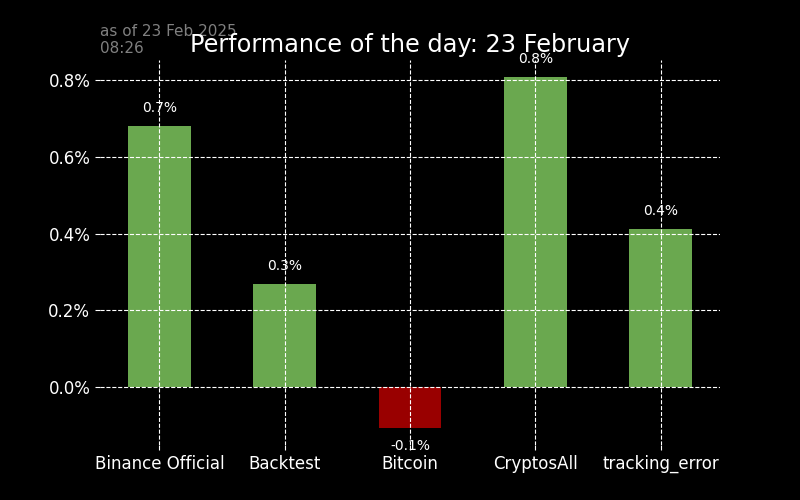 as of 23 Feb 2025
08:26
Performance of the day: 23 February
0.8%
0.6%
0.4%
0.2%
0.0%
0.7%
0.3%
-0.1%
0.8%
0.4%
Binance Official
Backtest
Bitcoin
CryptosAll
tracking_error